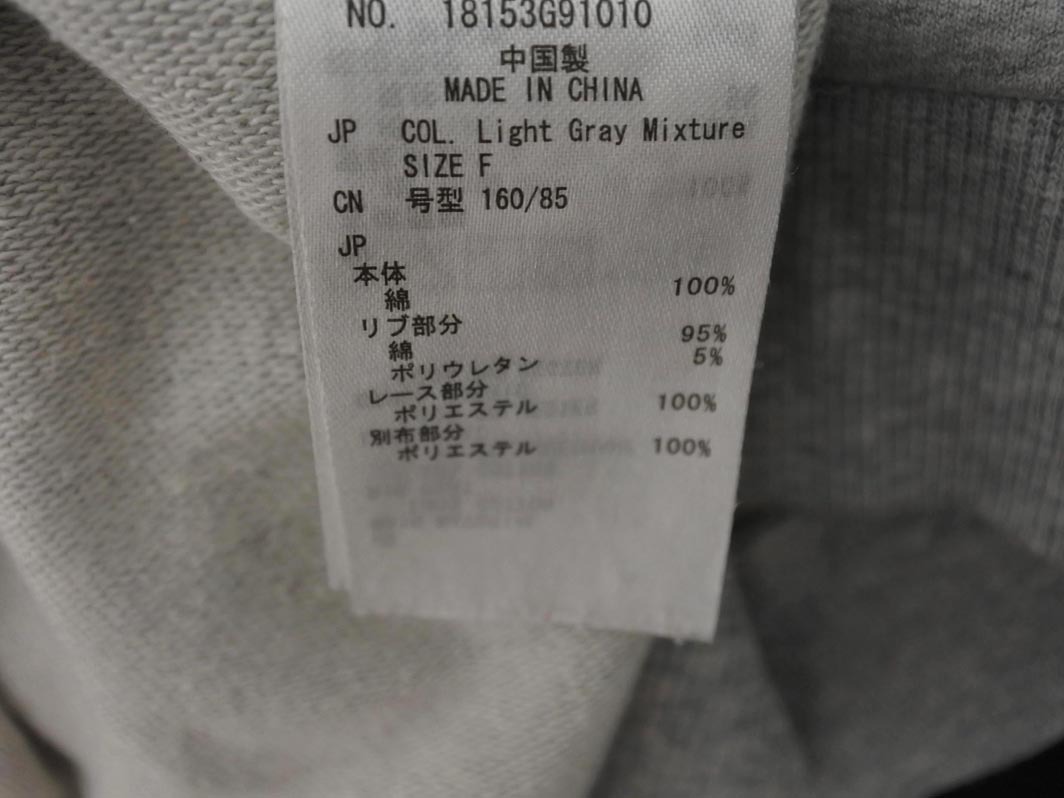 NO. 18153G91010
中国製
MADE IN CHINA
JP COL. Light Gray Mixture
SIZE F
CN 号型 160/85
JP
本体
綿 100%
リブ部分
綿 95%
ポリウレタン 5%
レース部分
ポリエステル 100%
別布部分
ポリエステル 100%